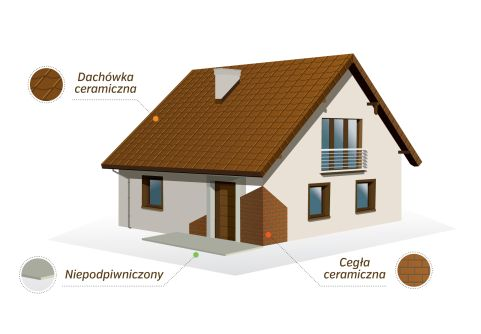 Dachówka
ceramiczna
Niepodpiwniczony
Cegła
ceramiczna